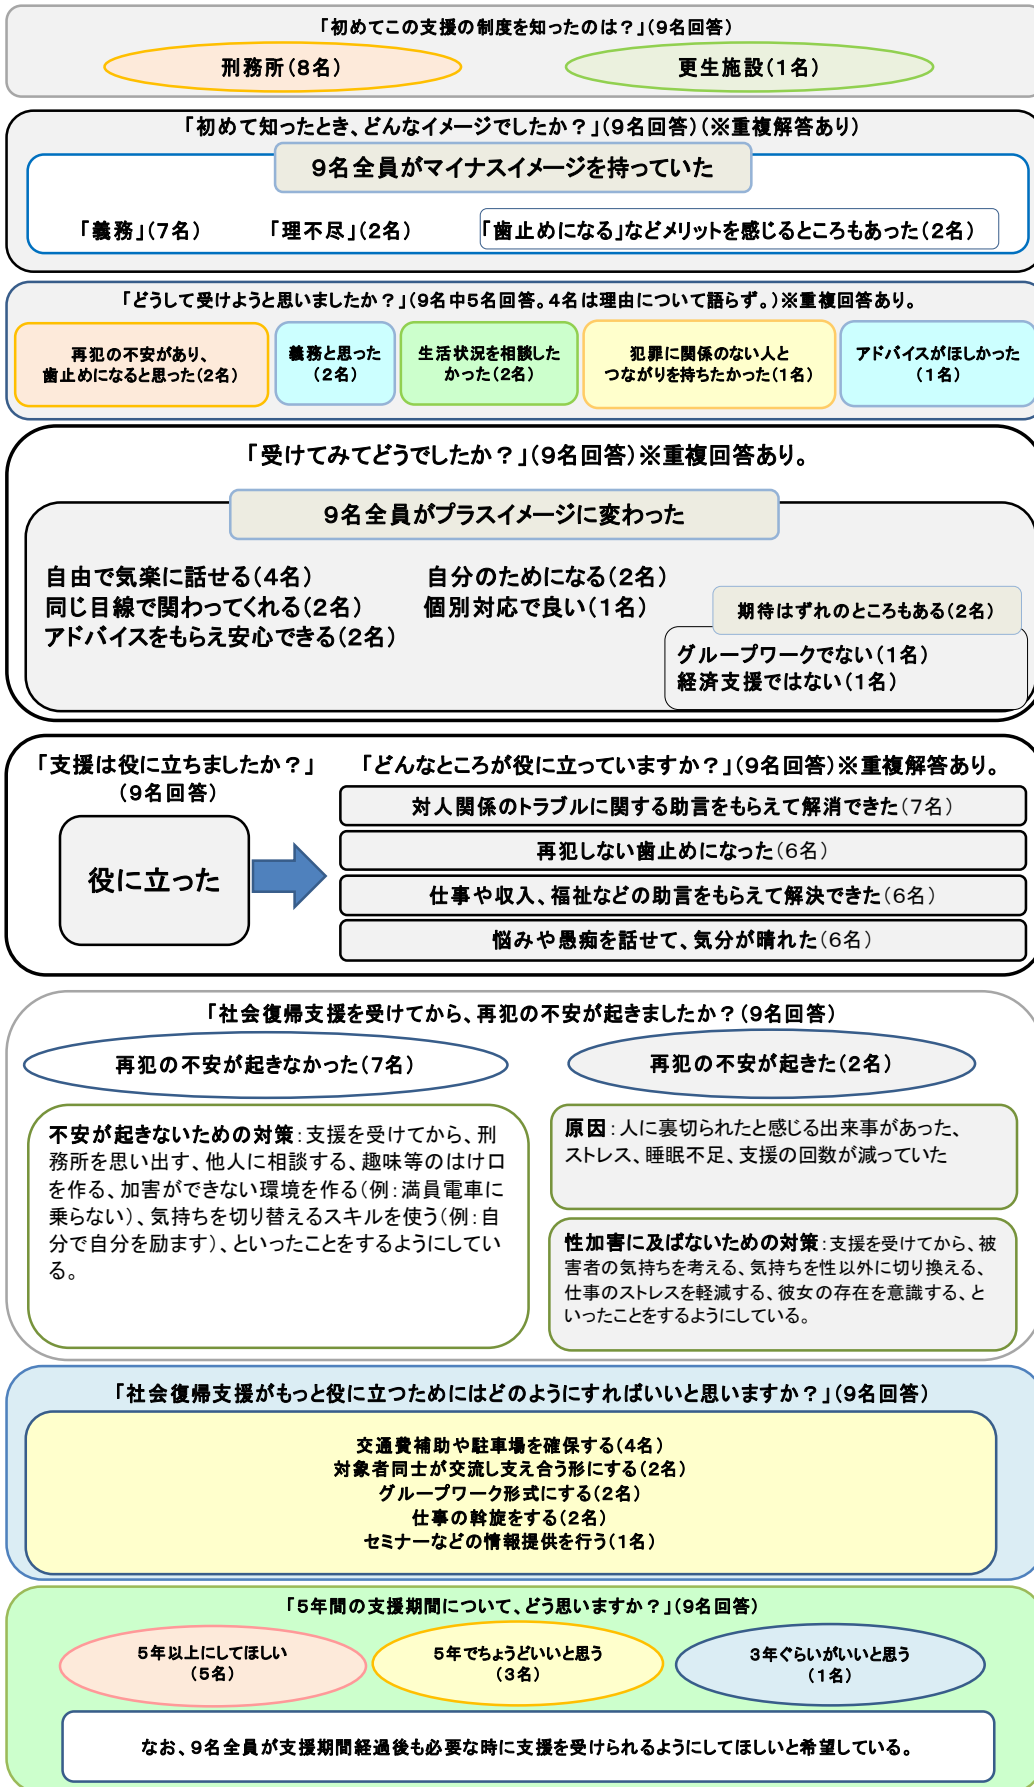 「初めてこの支援の制度を知ったのは？」(９名回答)
刑務所(８名)
更生施設(１名)
「初めて知ったとき、どんなイメージでしたか？」(９名回答)(※重複解答あり)
９名全員がマイナスイメージを持っていた
「義務」(７名)
「理不尽」(２名)
「歯止めになる」などメリットを感じるところもあった(２名)
「どうして受けようと思いましたか？」(９名中５名回答。４名は理由について語らず。)※重複回答あり。
再犯の不安があり、
歯止めになると思った(２名)
義務と思った
(２名)
生活状況を相談した
かった(２名)
犯罪に関係のない人と
つながりを持ちたかった(１名)
アドバイスがほしかった
(１名)
「受けてみてどうでしたか？」(９名回答)※重複回答あり。
９名全員がプラスイメージに変わった
自由で気楽に話せる(４名)
同じ目線で関わってくれる(２名)
アドバイスをもらえ安心できる(２名)
自分のためになる(２名)
個別対応で良い(１名)
期待はずれのところもある(２名)
グループワークでない(１名)
経済支援ではない(１名)
「支援は役に立ちましたか？」
(９名回答)
役に立った
「どんなところが役に立っていますか？」(９名回答)※重複解答あり。
対人関係のトラブルに関する助言をもらえて解消できた(７名)
再犯しない歯止めになった(６名)
仕事や収入、福祉などの助言をもらえて解決できた(６名)
悩みや愚痴を話せて、気分が晴れた(６名)
「社会復帰支援を受けてから、再犯の不安が起きましたか？(９名回答)
再犯の不安が起きなかった(７名)
不安が起きないための対策：支援を受けてから、刑
務所を思い出す、他人に相談する、趣味等のはけ口
を作る、加害ができない環境を作る(例：満員電車に
乗らない)、気持ちを切り替えるスキルを使う(例：自
分で自分を励ます)、といったことをするようにしてい
る。
再犯の不安が起きた(２名)
原因：人に裏切られたと感じる出来事があった、
ストレス、睡眠不足、支援の回数が減っていた
性加害に及ばないための対策：支援を受けてから、被
害者の気持ちを考える、気持ちを性以外に切り換える、
仕事のストレスを軽減する、彼女の存在を意識する、と
いったことをするようにしている。
「社会復帰支援がもっと役に立つためにはどのようにすればいいと思いますか？」(９名回答)
交通費補助や駐車場を確保する(４名)
対象者同士が交流し支え合う形にする(２名)
グループワーク形式にする(２名)
仕事の斡旋をする(２名)
セミナーなどの情報提供を行う(１名)
「５年間の支援期間について、どう思いますか？」(９名回答)
５年以上にしてほしい
(５名)
５年でちょうどいいと思う
(３名)
３年ぐらいがいいと思う
(１名)
なお、９名全員が支援期間経過後も必要な時に支援を受けられるようにしてほしいと希望している。